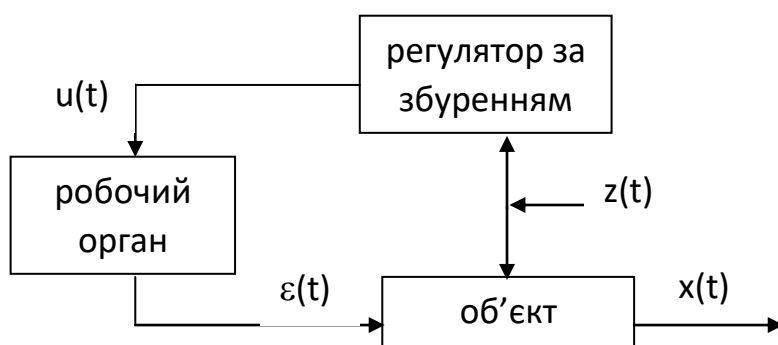 регулятор за
збуренням
u(t)
робочий
орган
z(t)
ε(t)
об’єкт
x(t)